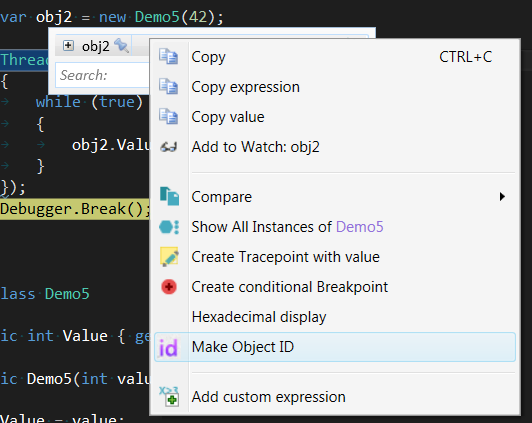 var obj2 = new Demo5(42);
obj2
Search:
Thread
{
while (true)
{
obj2.Valu
}
});
Debugger.Break();
lass Demo5
ic int Value { ge
ic Demo5(int valu
Value = value;
Copy CTRL+C
Copy expression
Copy value
Add to Watch: obj2
Compare
Show All Instances of Demo5
Create Tracepoint with value
Create conditional Breakpoint
Hexadecimal display
id Make Object ID
Add custom expression